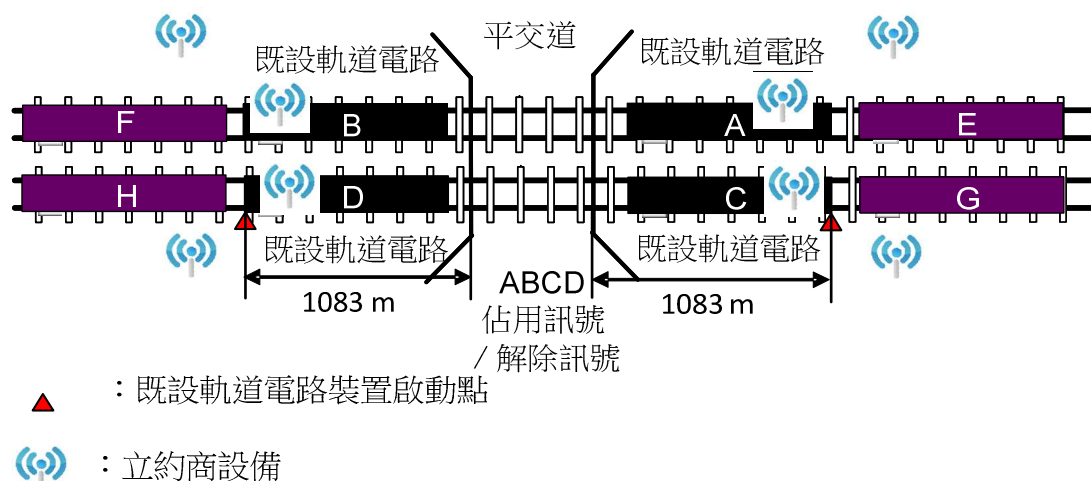 平交道
既設軌道電路
既設軌道電路
F
B
A
E
H
D
C
G
既設軌道電路
既設軌道電路
1083 m
ABCD
1083 m
佔用訊號
/ 解除訊號
：既設軌道電路裝置啟動點
：立約商設備